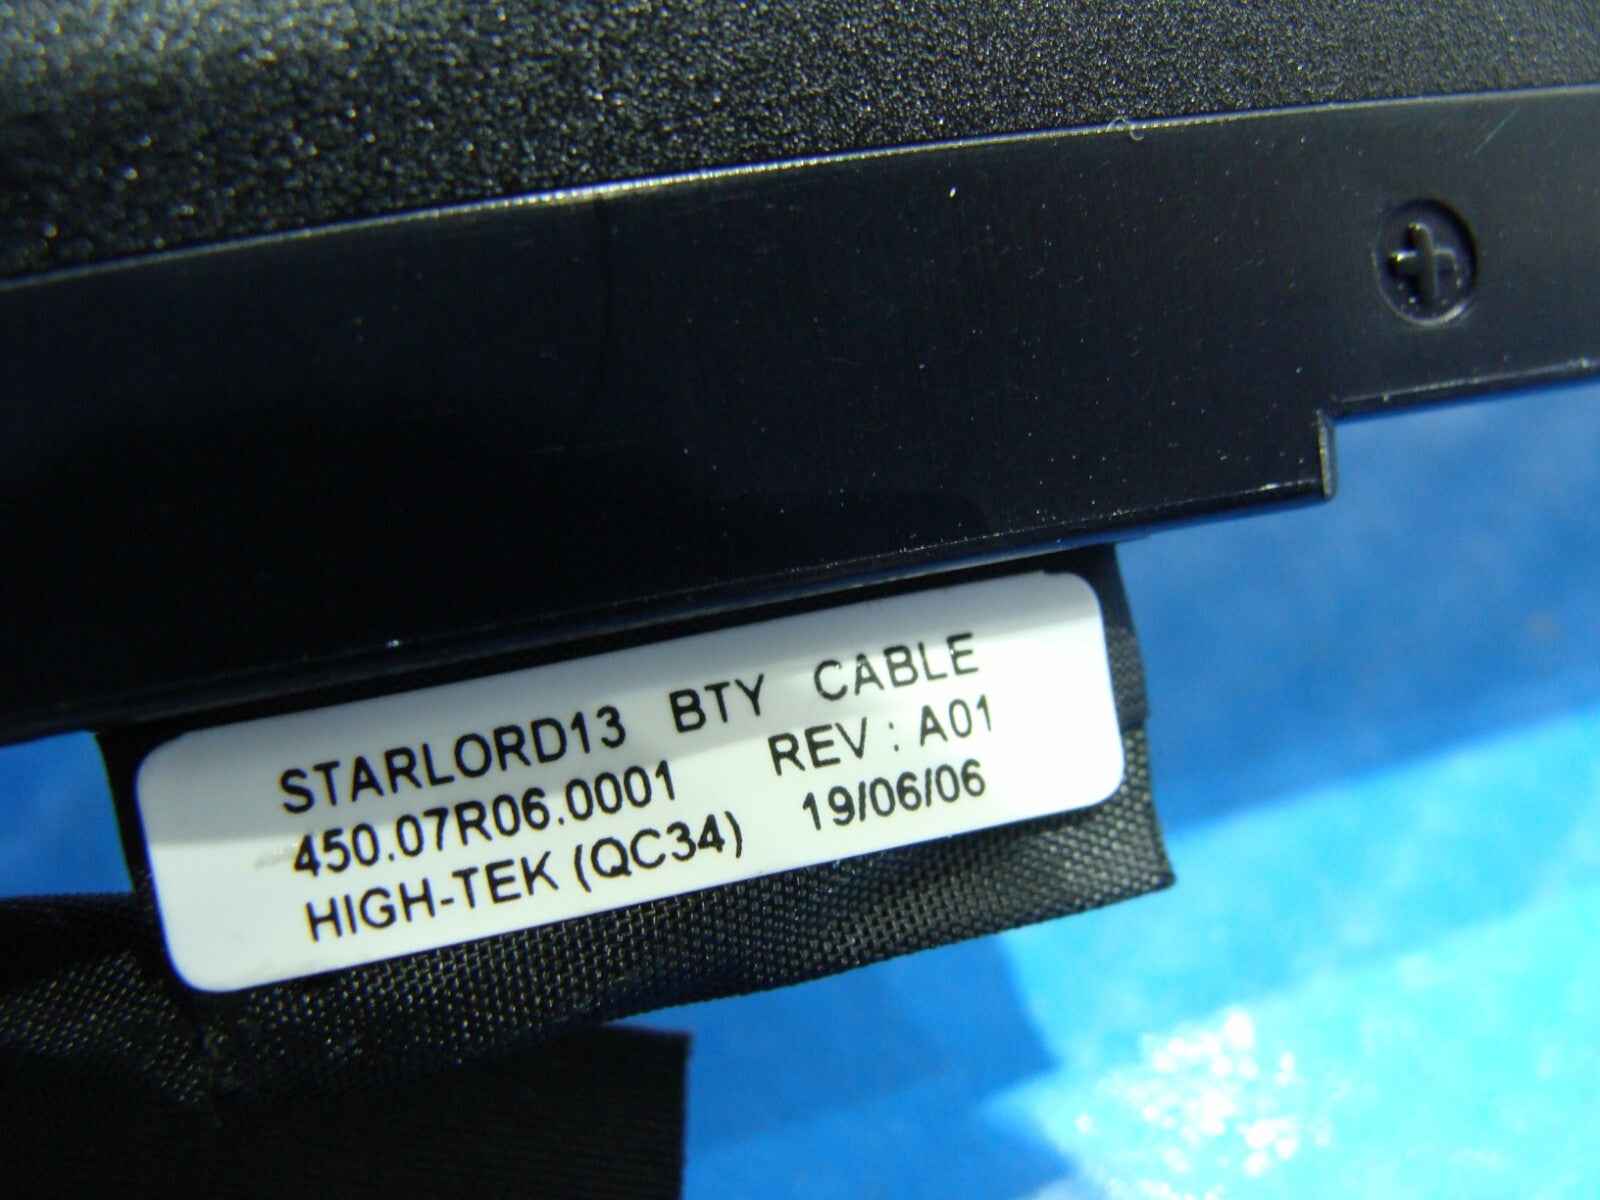 STARLORD13 BTY CABLE
450.07R06.0001 REV : A01
HIGH-TEK (QC34) 19/06/06